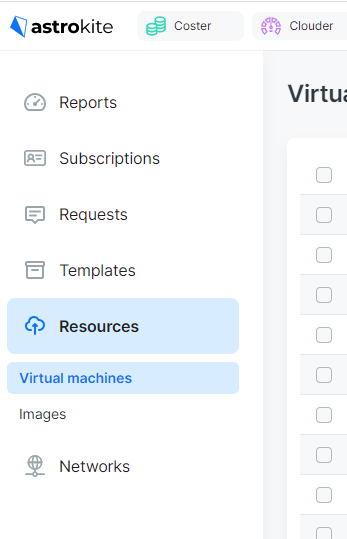 astrokite
Coster
Clouder
Reports
Subscriptions
Requests
Templates
Resources
Virtual machines
Images
Networks